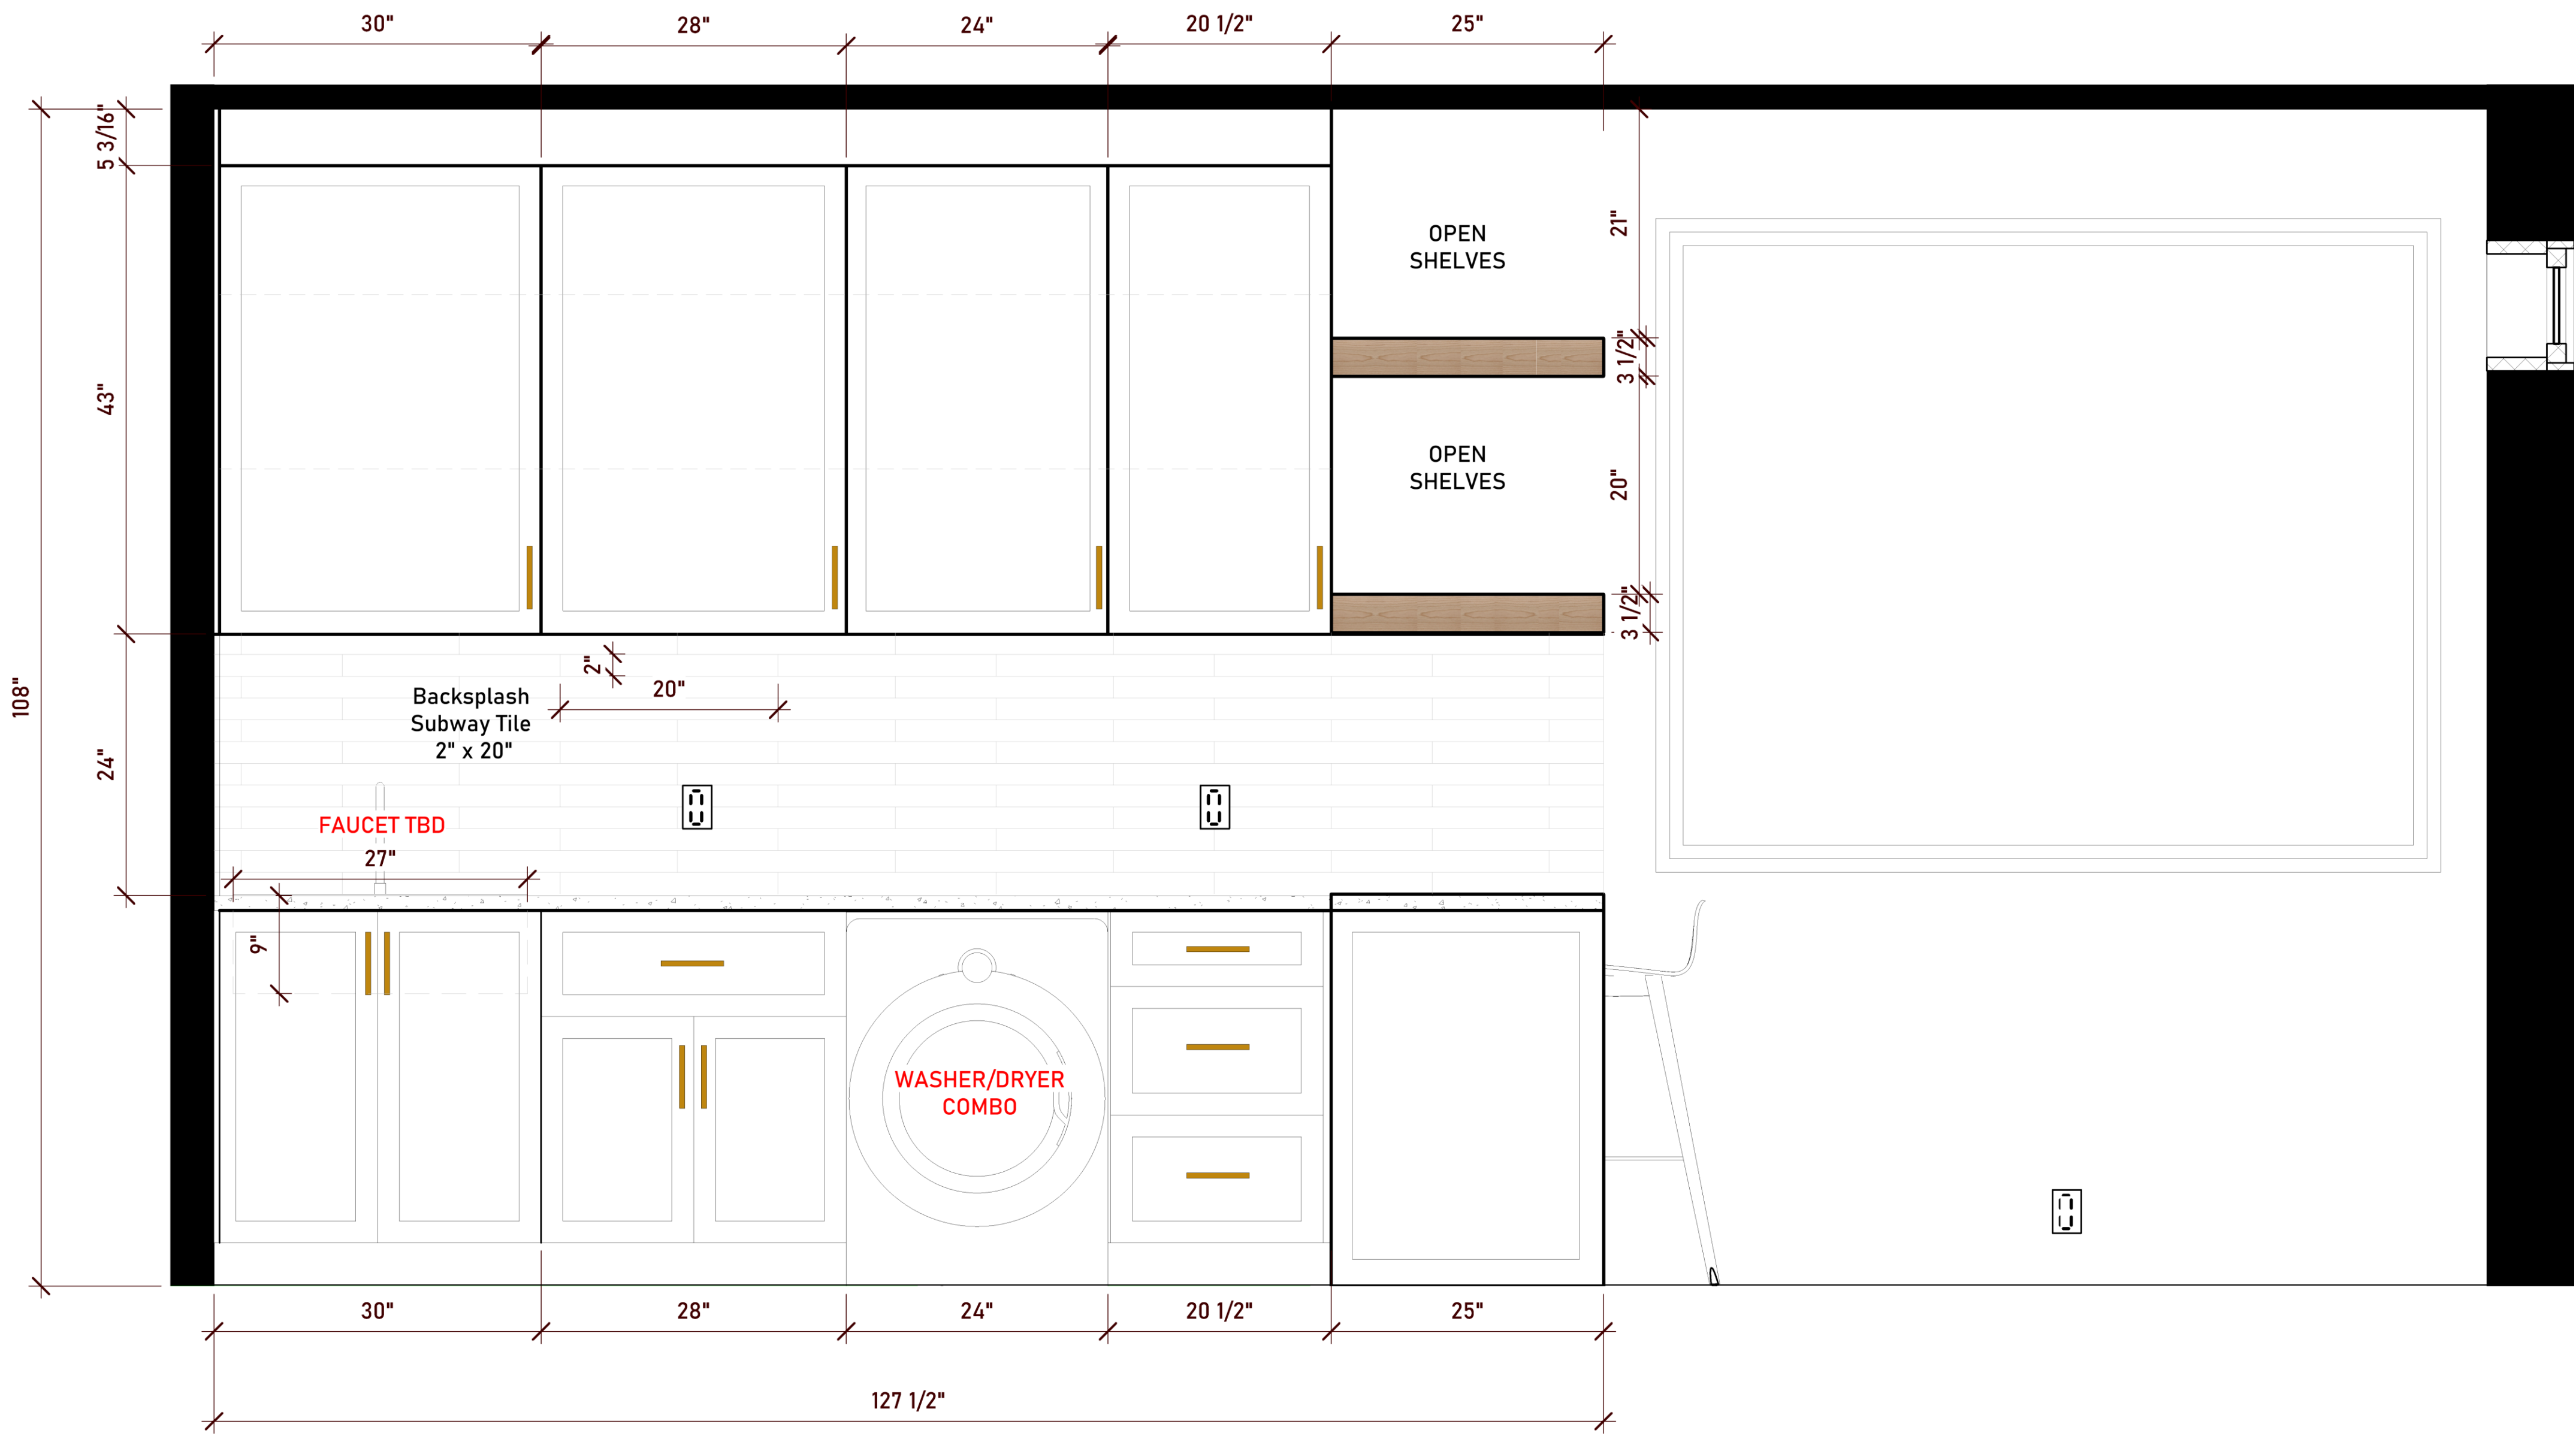 30"
28"
24"
20 1/2"
25"
5 3/16"
43"
24"
108"
OPEN
SHELVES
21"
3 1/2"
OPEN
SHELVES
20"
3 1/2"
2"
20"
Backsplash
Subway Tile
2" x 20"
FAUCET TBD
27"
9"
WASHER/DRYER
COMBO
30"
28"
24"
20 1/2"
25"
127 1/2"